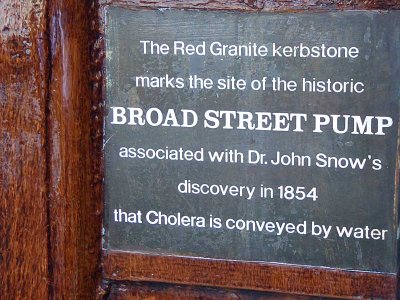 The Red Granite kerbstone
marks the site of the historic
BROAD STREET PUMP
associated with Dr. John Snow's
discovery in 1854
that Cholera is conveyed by water